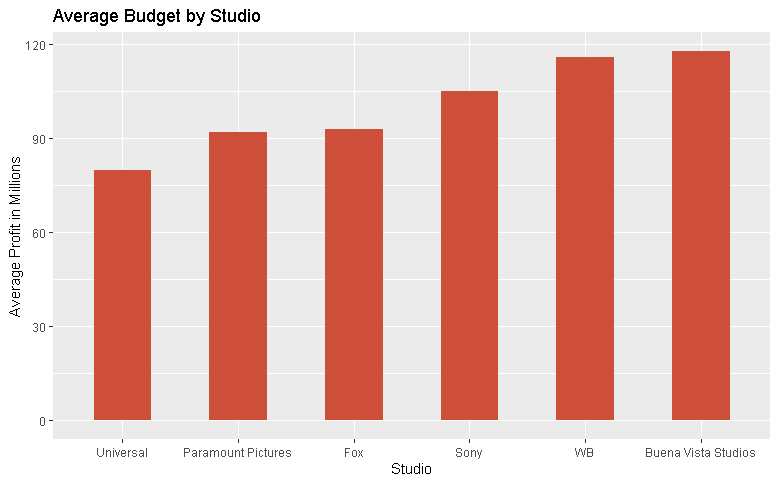 Average Budget by Studio
Average Profit in Millions
120
90
60
30
0
Universal
Paramount Pictures
Fox
Sony
WB
Buena Vista Studios
Studio